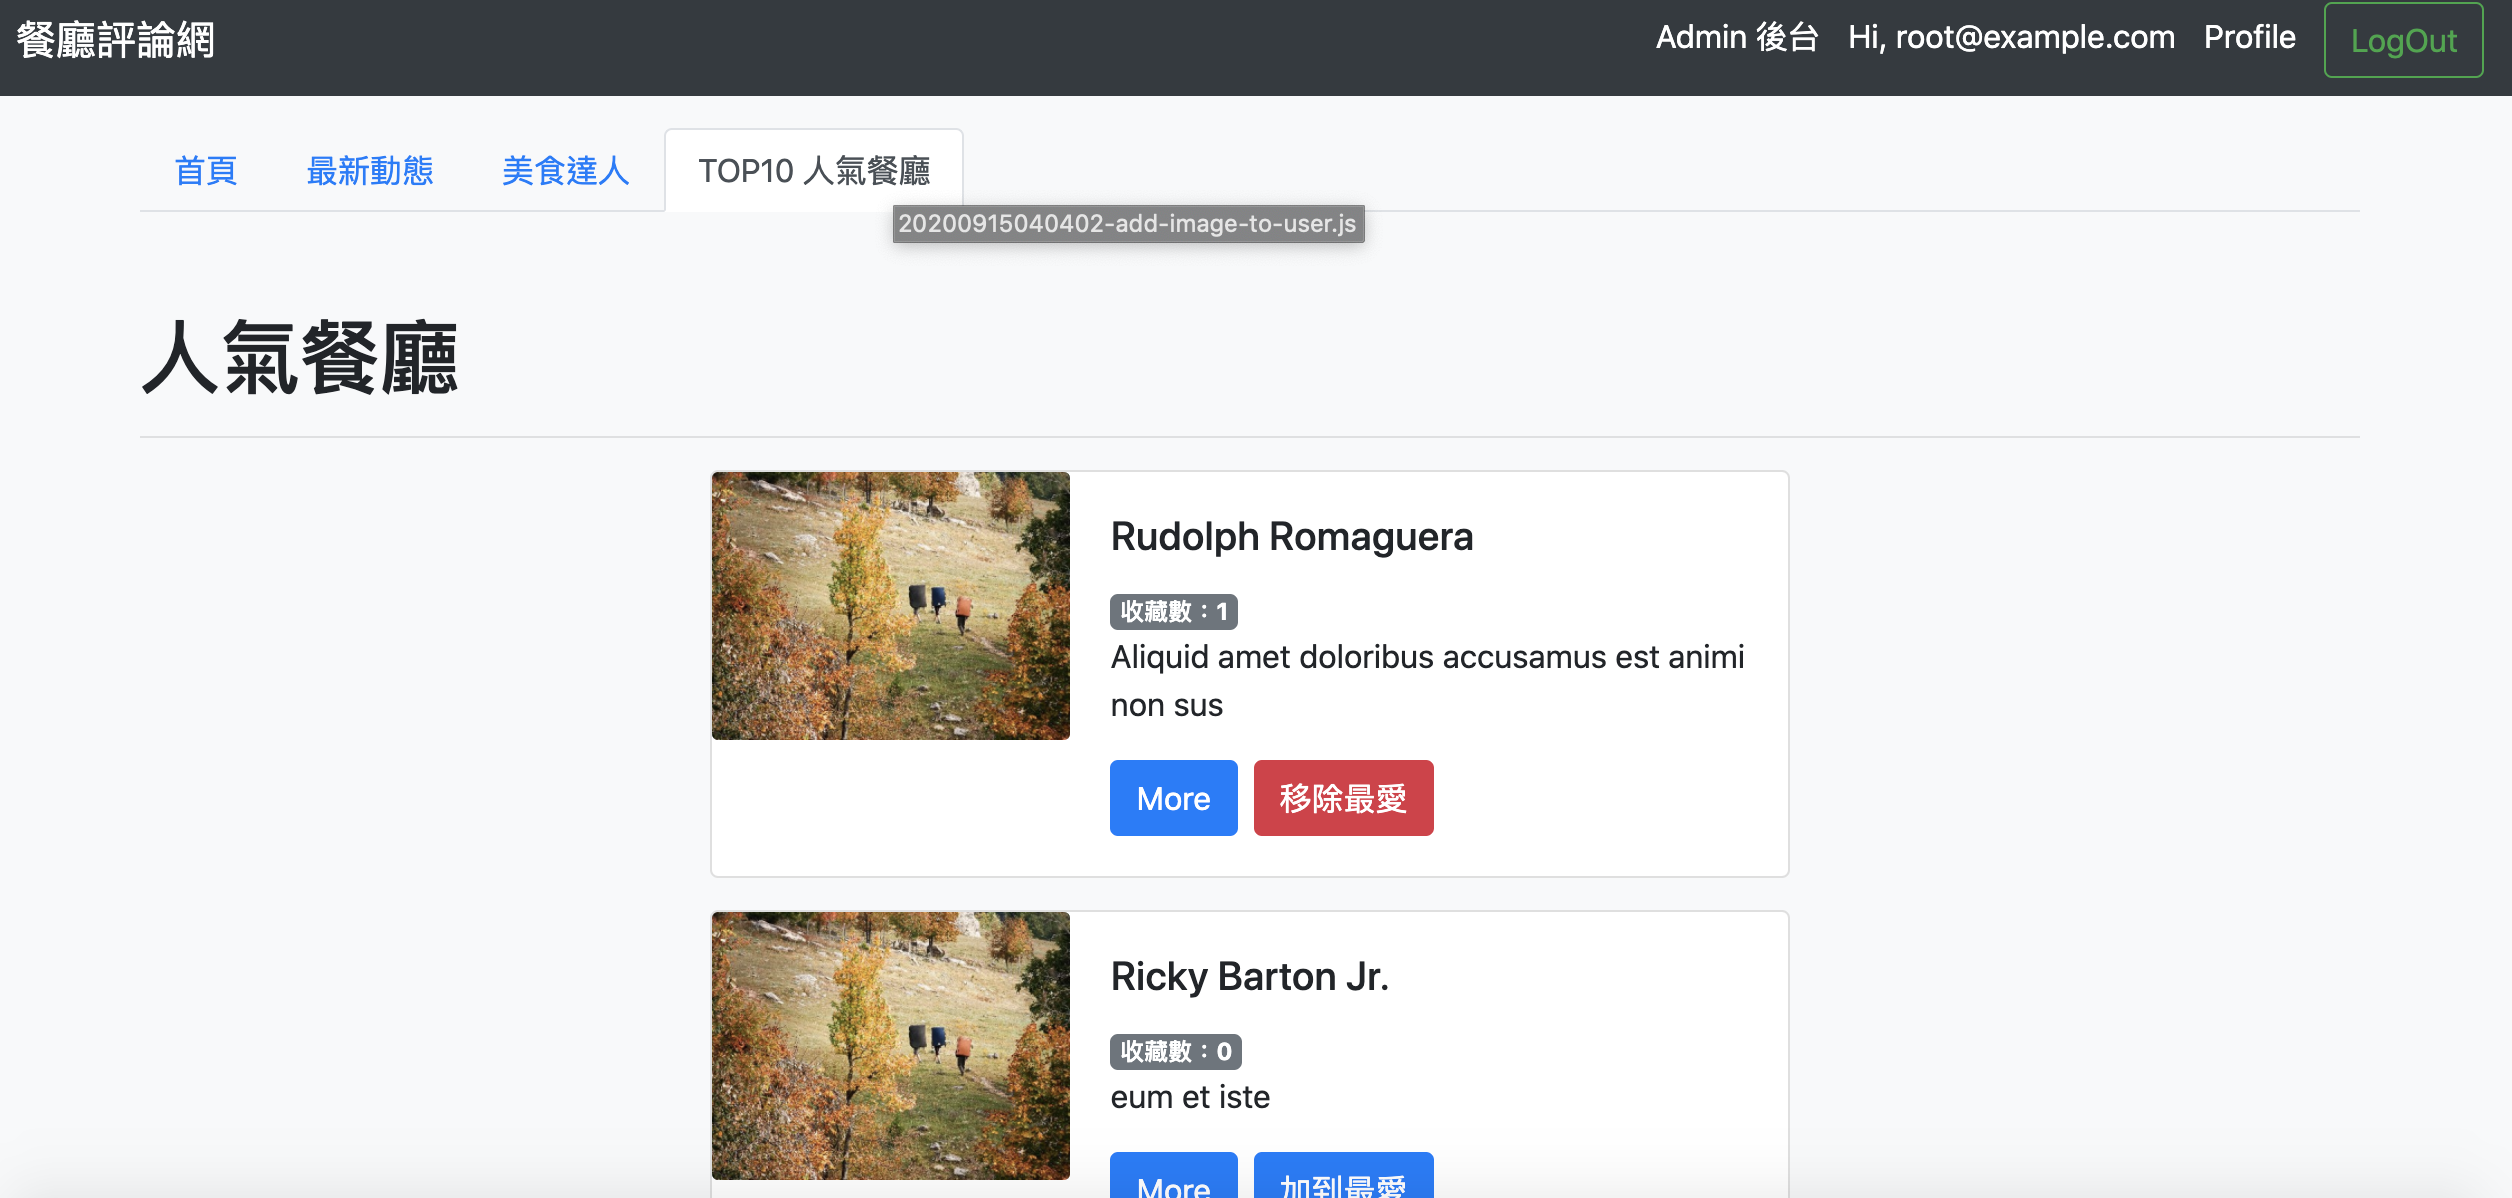 餐廳評論網
Admin 後台 Hi, root@example.com Profile LogOut
首頁 最新動態 美食達人 TOP10 人氣餐廳
20200915040402-add-image-to-user.js
人氣餐廳
Rudolph Romaguera
收藏數：1
Aliquid amet doloribus accusamus est animi
non sus
More 移除最愛
Ricky Barton Jr.
收藏數：0
eum et iste
More 加到最愛